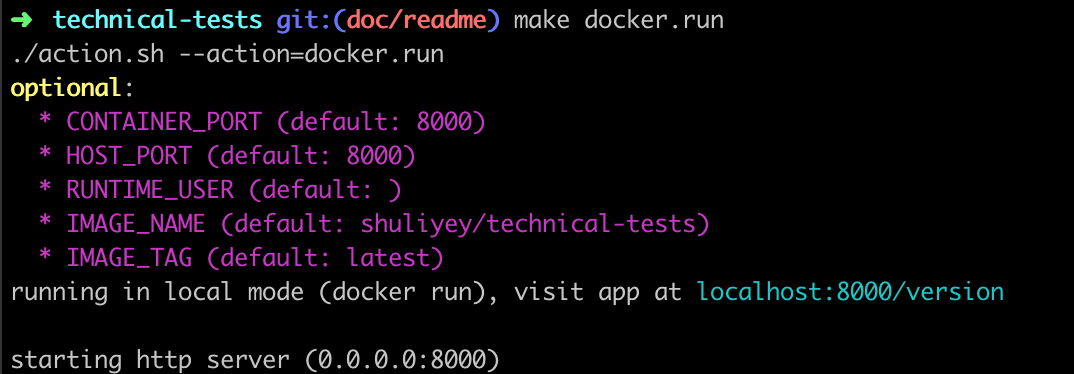 ➜ technical-tests git:(doc/readme) make docker.run
./action.sh --action=docker.run
optional:
* CONTAINER_PORT (default: 8000)
* HOST_PORT (default: 8000)
* RUNTIME_USER (default: )
* IMAGE_NAME (default: shuliyey/technical-tests)
* IMAGE_TAG (default: latest)
running in local mode (docker run), visit app at localhost:8000/version
starting http server (0.0.0.0:8000)